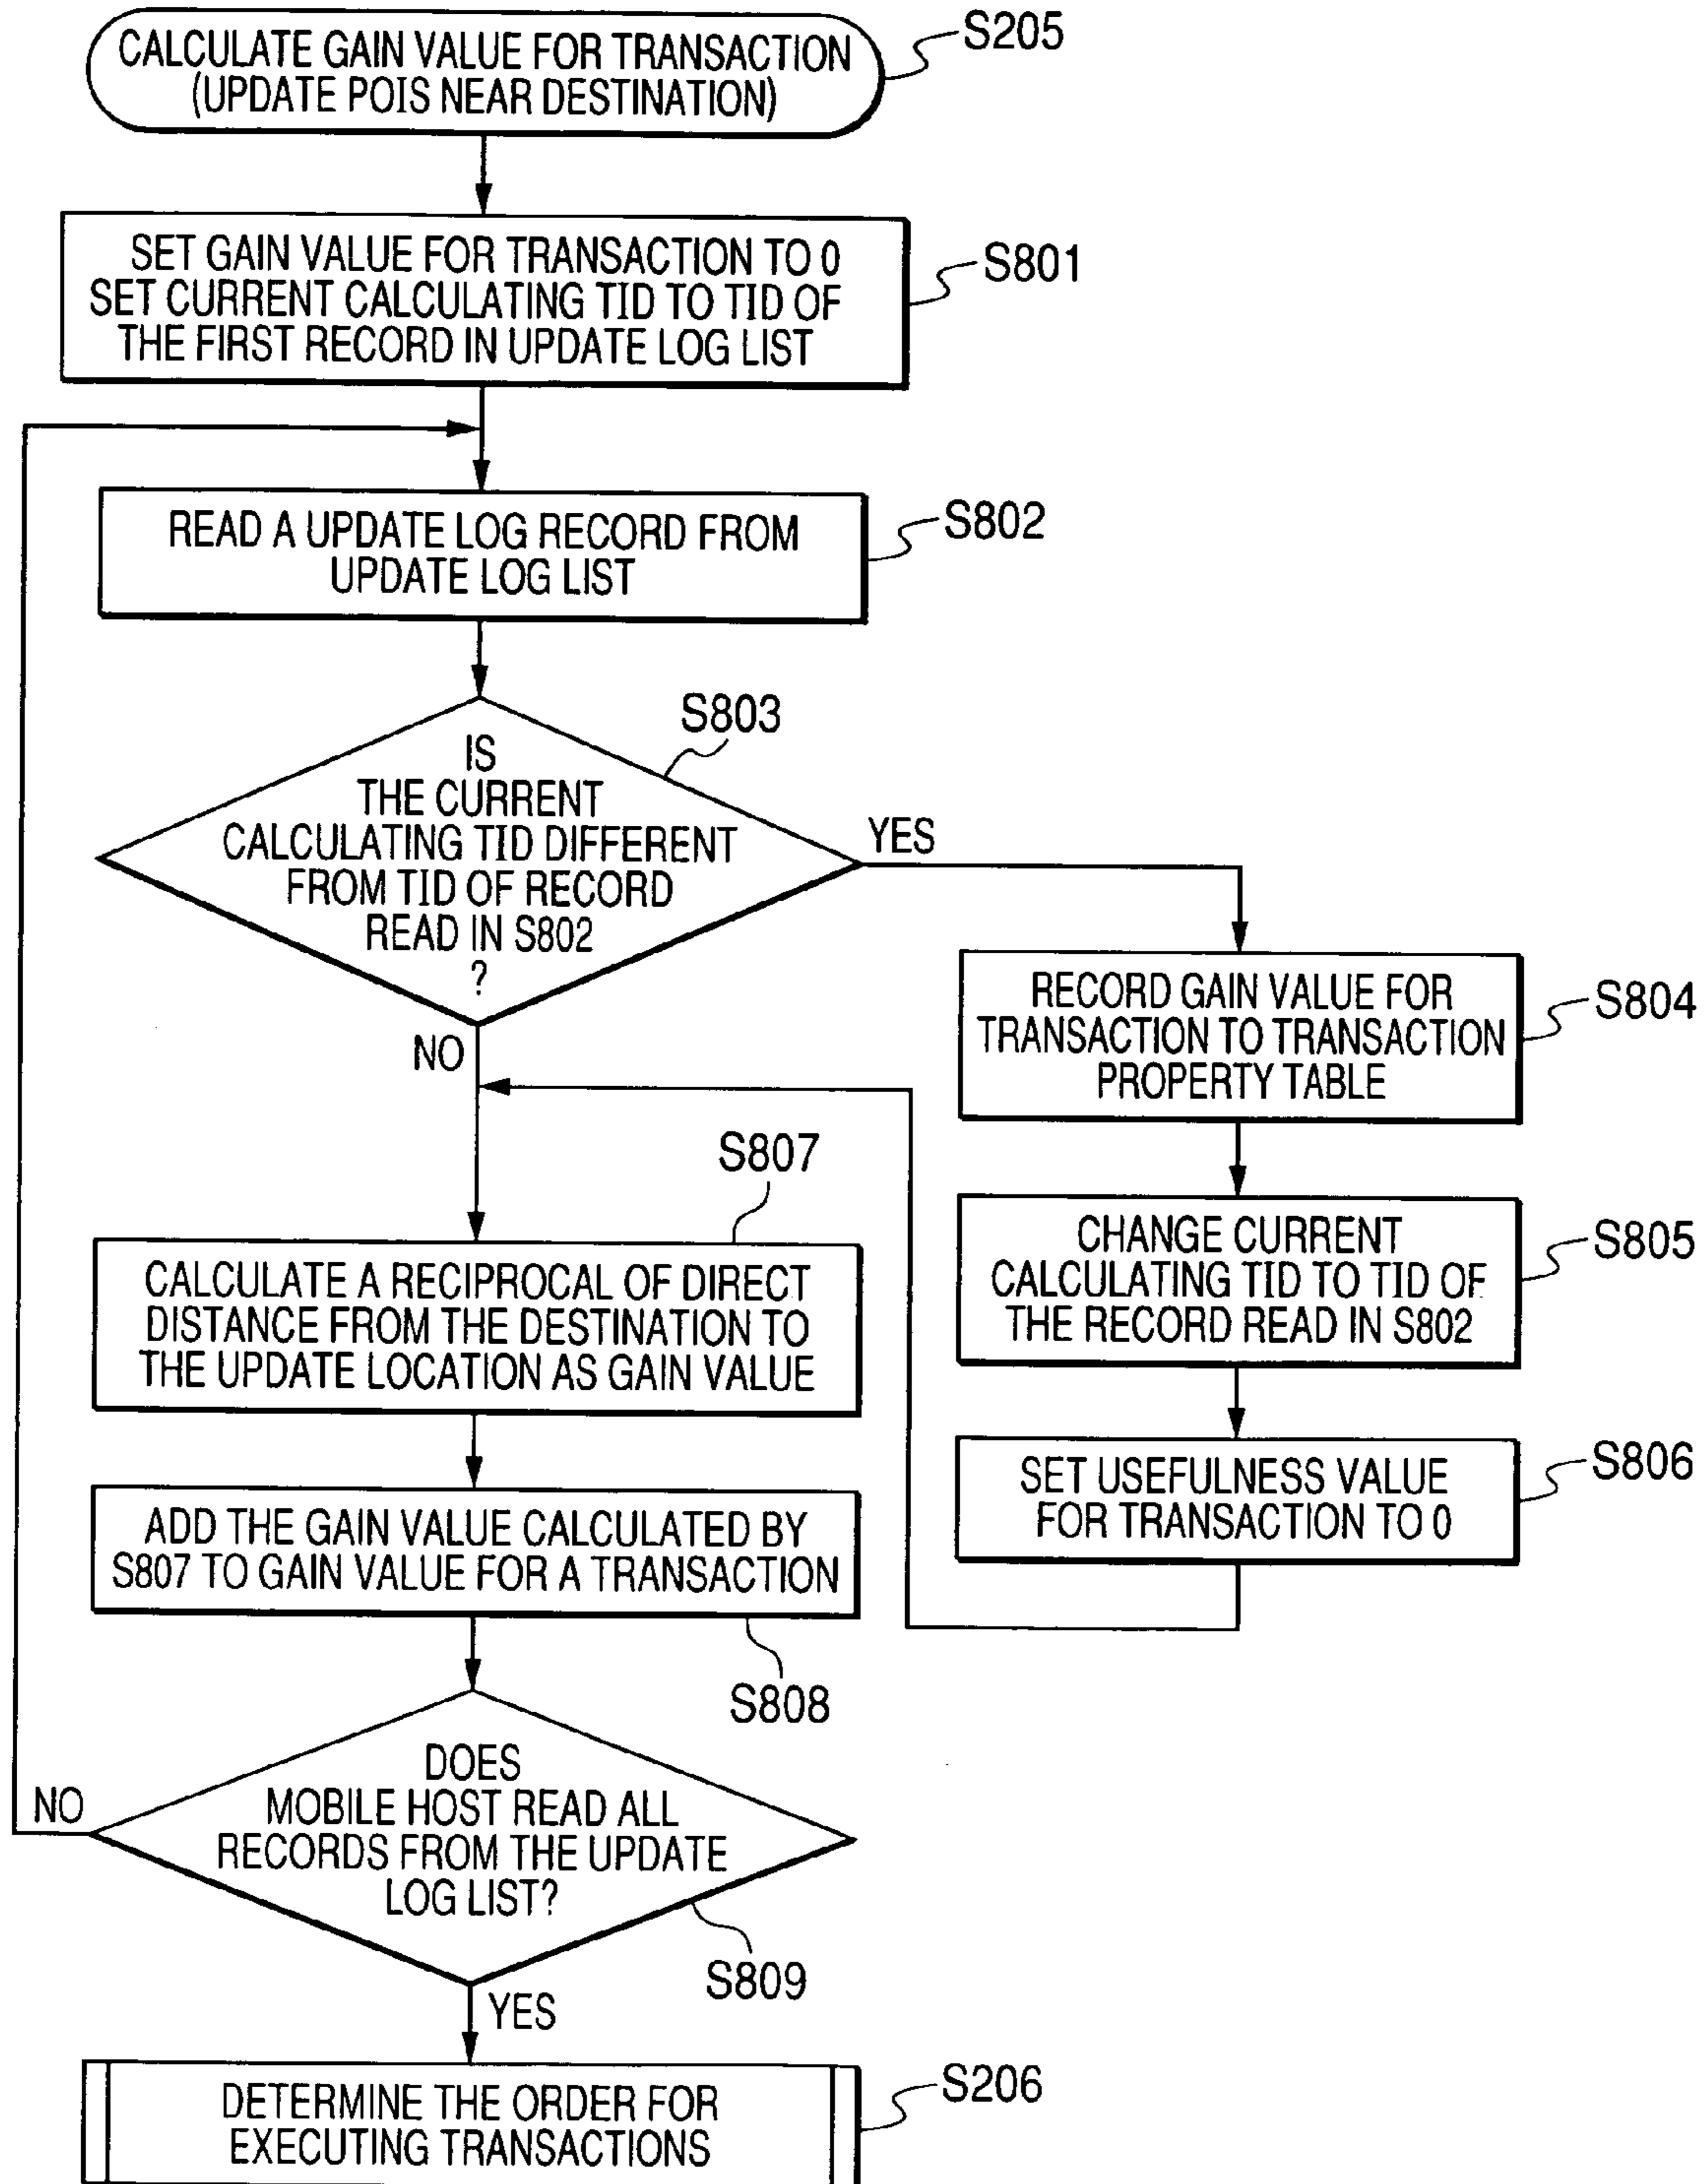 CALCULATE GAIN VALUE FOR TRANSACTION
(UPDATE POIS NEAR DESTINATION)
S205
SET GAIN VALUE FOR TRANSACTION TO 0
SET CURRENT CALCULATING TID TO TID OF
THE FIRST RECORD IN UPDATE LOG LIST
S801
READ A UPDATE LOG RECORD FROM
UPDATE LOG LIST
S802
S803
IS
THE CURRENT
CALCULATING TID DIFFERENT
FROM TID OF RECORD
READ IN S802
?
YES
NO
RECORD GAIN VALUE FOR
TRANSACTION TO TRANSACTION
PROPERTY TABLE
S804
CHANGE CURRENT
CALCULATING TID TO TID OF
THE RECORD READ IN S802
S805
SET USEFULNESS VALUE
FOR TRANSACTION TO 0
S806
S807
CALCULATE A RECIPROCAL OF DIRECT
DISTANCE FROM THE DESTINATION TO
THE UPDATE LOCATION AS GAIN VALUE
ADD THE GAIN VALUE CALCULATED BY
S807 TO GAIN VALUE FOR A TRANSACTION
S808
DOES
MOBILE HOST READ ALL
RECORDS FROM THE UPDATE
LOG LIST?
NO
S809
YES
DETERMINE THE ORDER FOR
EXECUTING TRANSACTIONS
S206